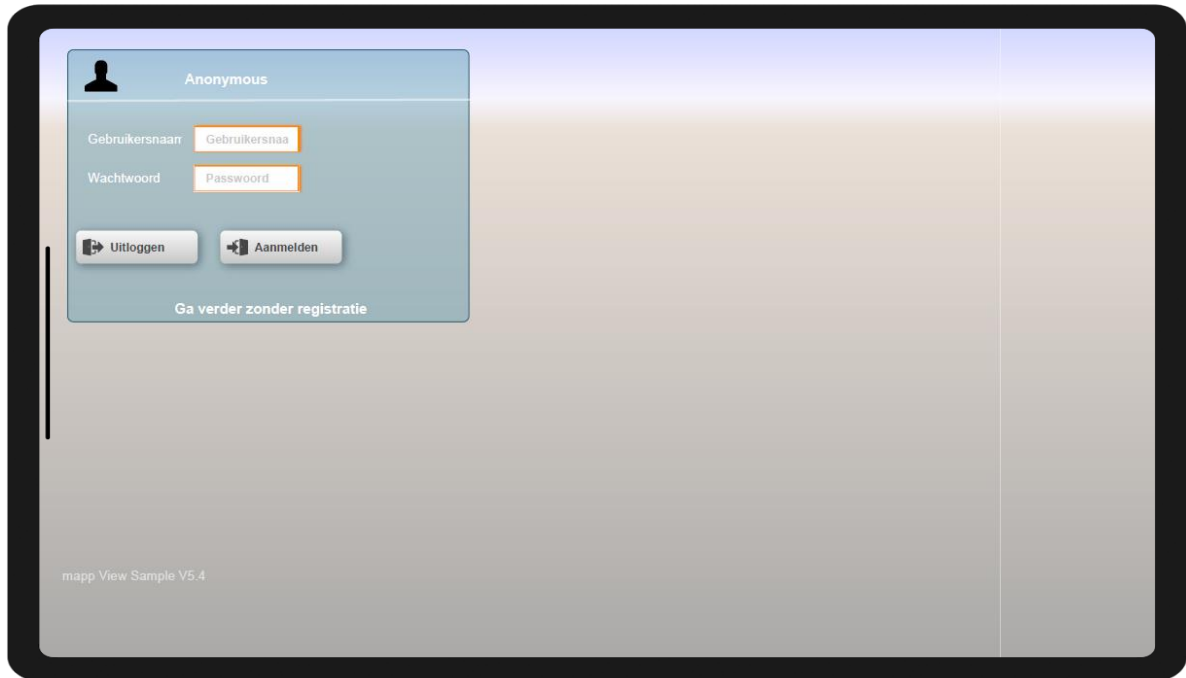 Anonymous
Gebruikersnaam Gebruikersnaa
Wachtwoord Passwoord
Uitloggen Aanmelden
Ga verder zonder registratie
mapp View Sample V5.4